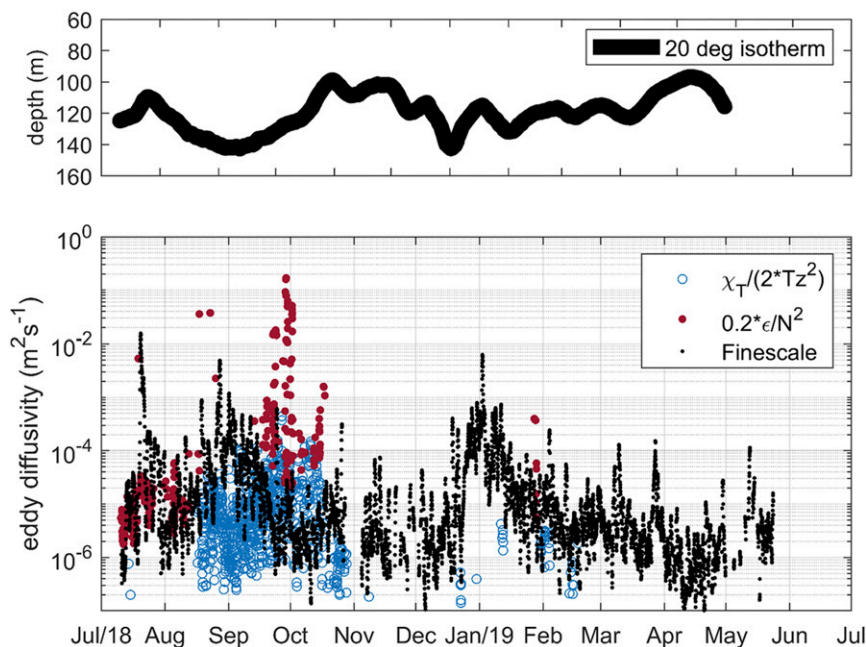 60
80
100
120
140
160
depth (m)
20 deg isotherm
10^0
10^-2
10^-4
10^-6
eddy diffusivity (m^2s^-1)
χ_T/(2*Tz^2)
0.2*ϵ/N^2
Finescale
Jul/18 Aug Sep Oct Nov Dec Jan/19 Feb Mar Apr May Jun Jul